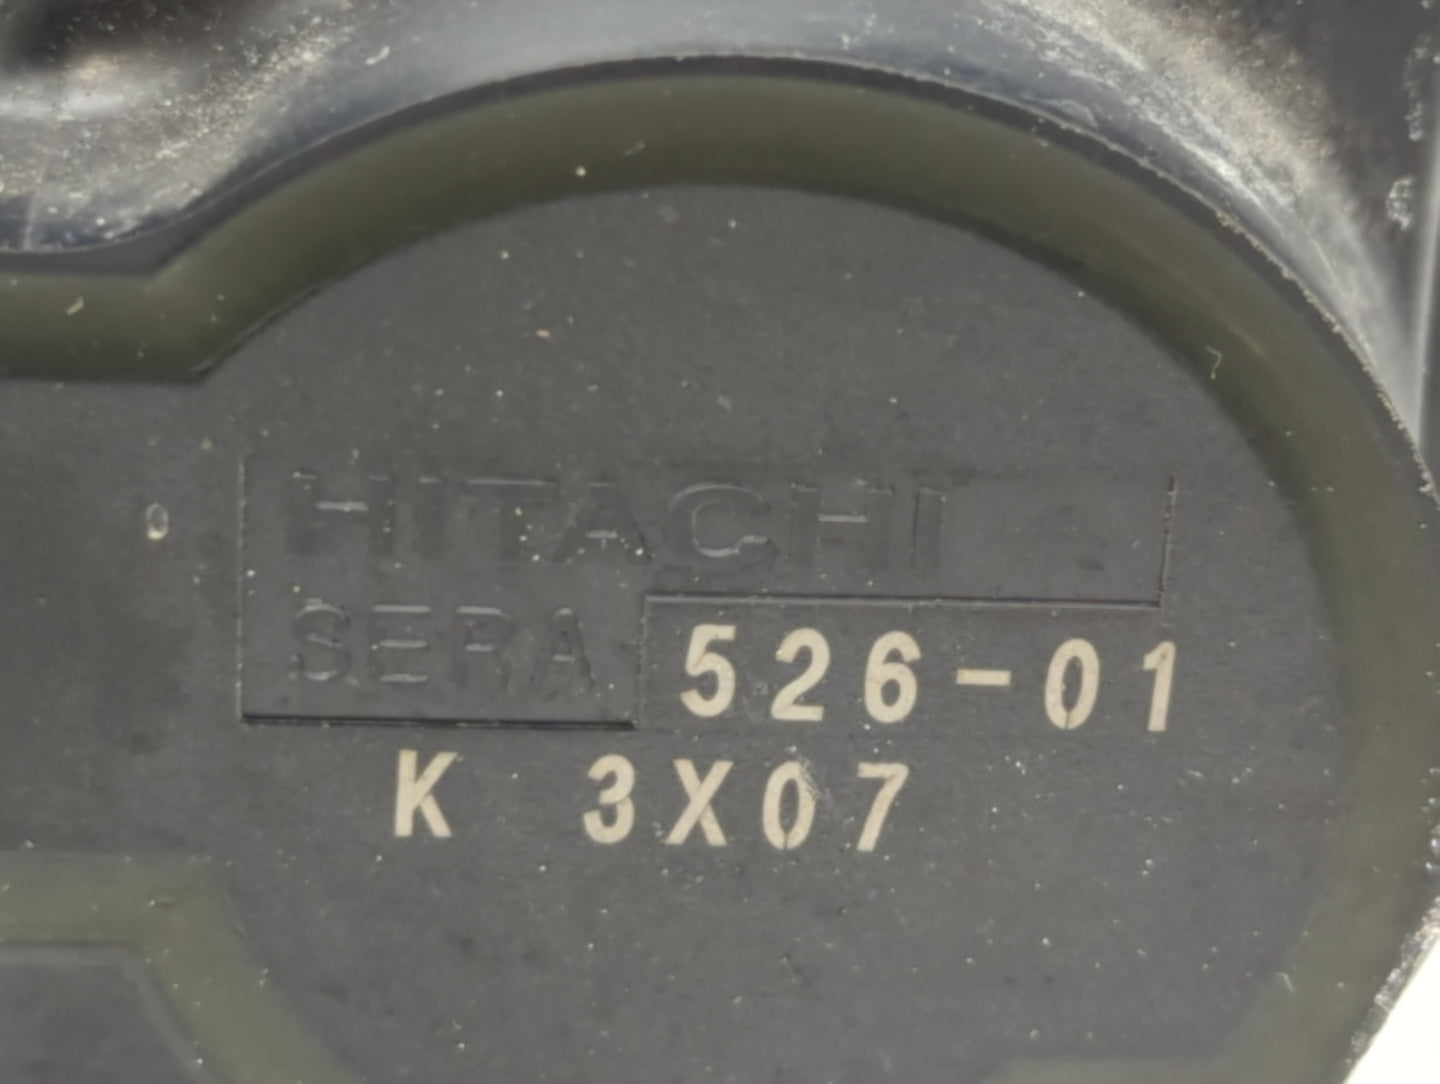 HITACHI
SERA 526-01
K 3X07